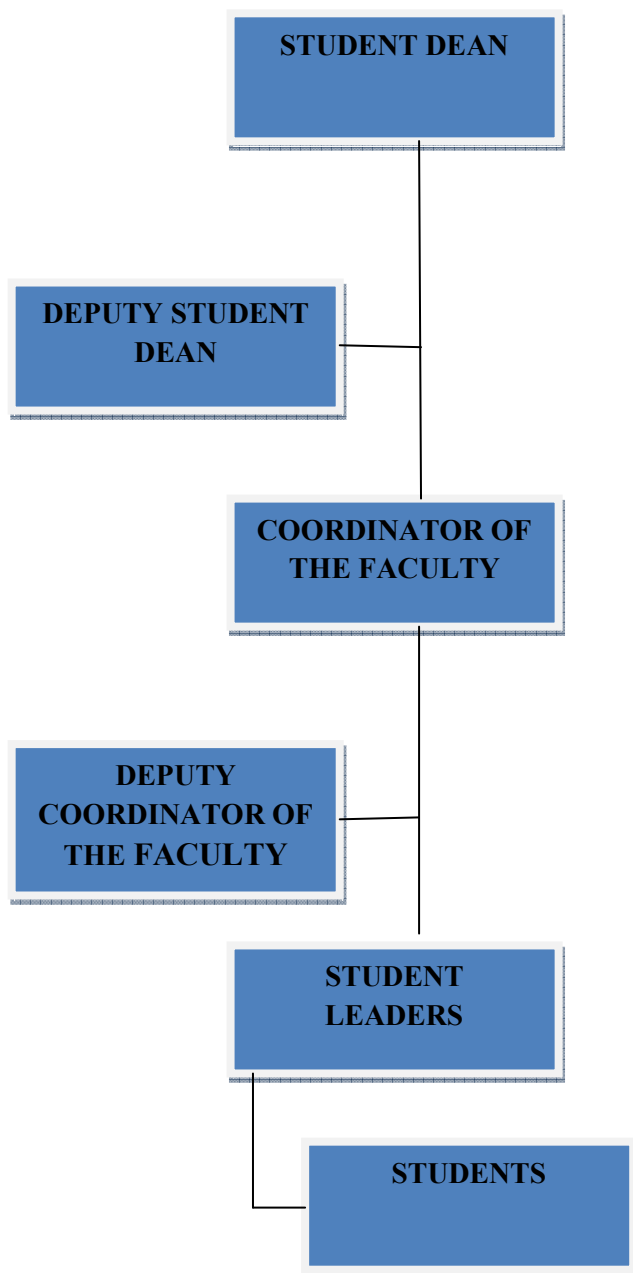 STUDENT DEAN
DEPUTY STUDENT
DEAN
COORDINATOR OF
THE FACULTY
DEPUTY
COORDINATOR OF
THE FACULTY
STUDENT
LEADERS
STUDENTS